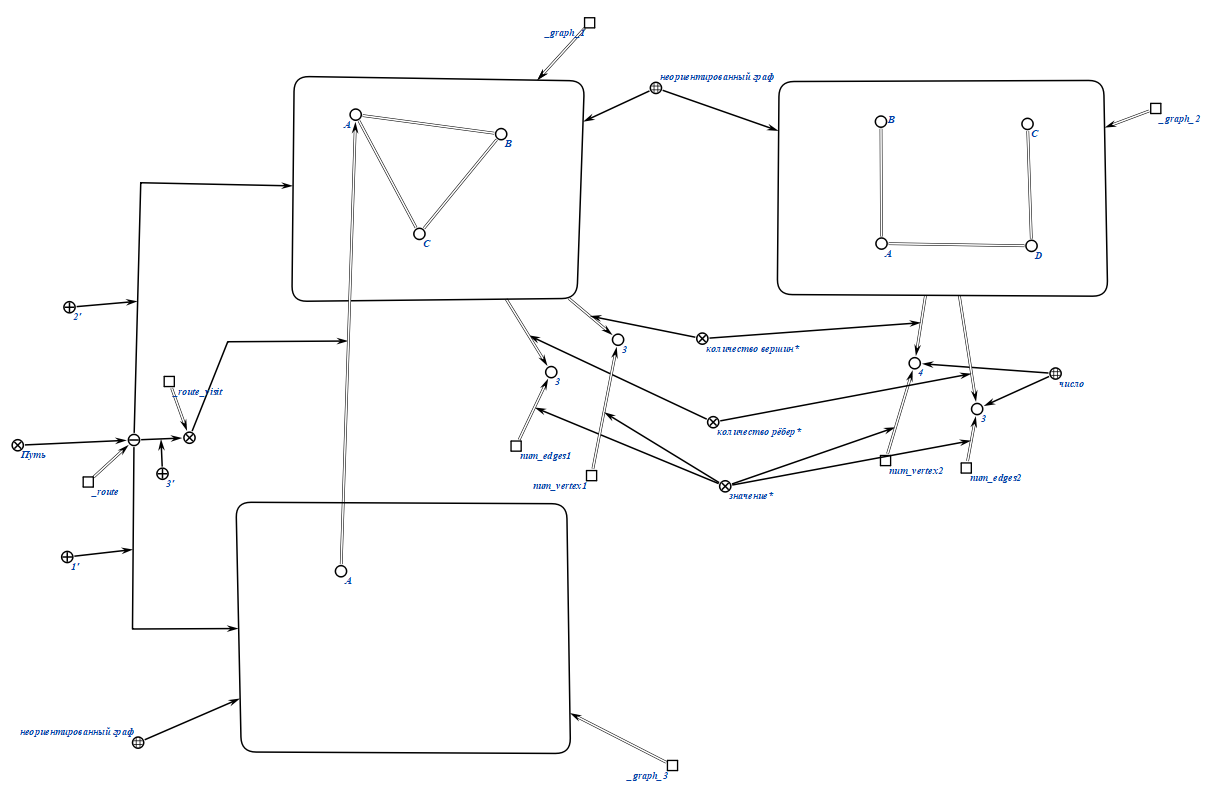 _graph_1
неориентированный граф
A
B
C
B
C
A
D
_graph_2
2'
3
количество вершин*
3
4
число
_route_visit
3
количество рёбер*
Путь
_route
3'
num_edges1
num_vertex1
значение*
num_vertex2
num_edges2
1'
A
неориентированный граф
_graph_3